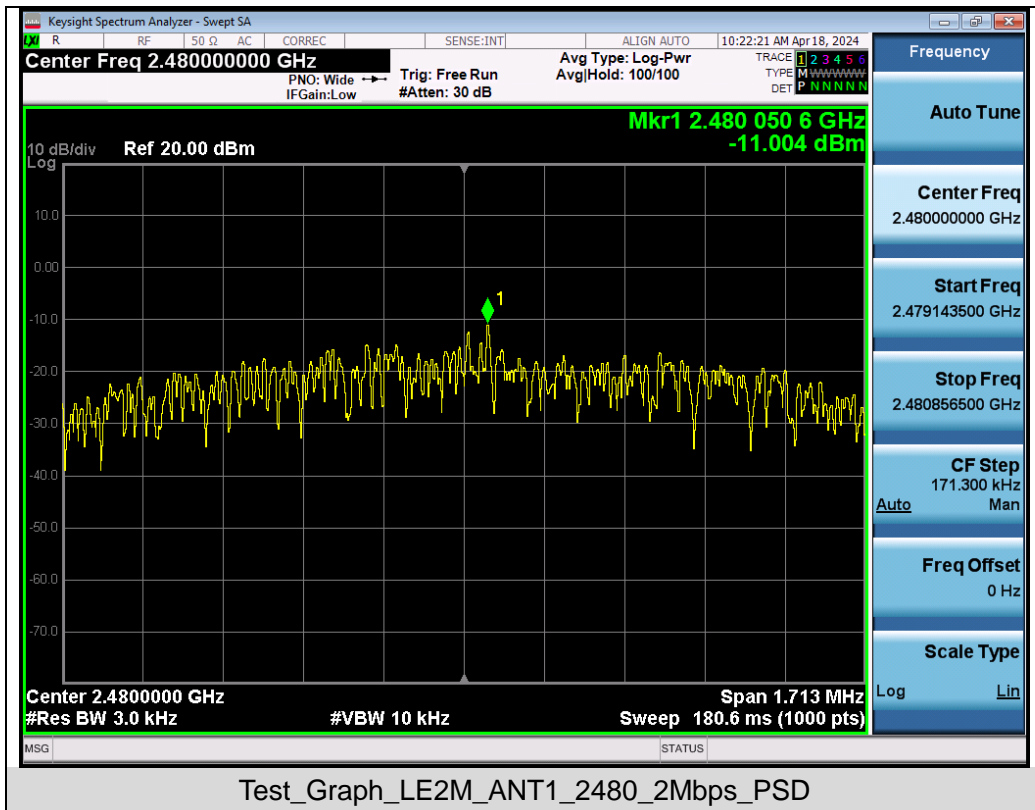 Keysight Spectrum Analyzer - Swept SA
LXI R RF 50 Ω AC CORREC SENSE:INT ALIGN AUTO 10:22:21 AM Apr 18, 2024
Center Freq 2.480000000 GHz
PNO: Wide
IFGain:Low
Trig: Free Run
#Atten: 30 dB
Avg Type: Log-Pwr
Avg|Hold: 100/100
TRACE 1 2 3 4 5 6
TYPE M W W W W W
DET P N N N N N
Mkr1 2.480 050 6 GHz
-11.004 dBm
10 dB/div Ref 20.00 dBm
Log
10.0
0.00
-10.0
-20.0
-30.0
-40.0
-50.0
-60.0
-70.0
1
Center 2.4800000 GHz Span 1.713 MHz
#Res BW 3.0 kHz #VBW 10 kHz Sweep 180.6 ms (1000 pts)
MSG STATUS
Frequency
Auto Tune
Center Freq
2.480000000 GHz
Start Freq
2.479143500 GHz
Stop Freq
2.480856500 GHz
CF Step
171.300 kHz
Auto Man
Freq Offset
0 Hz
Scale Type
Log Lin
Test_Graph_LE2M_ANT1_2480_2Mbps_PSD